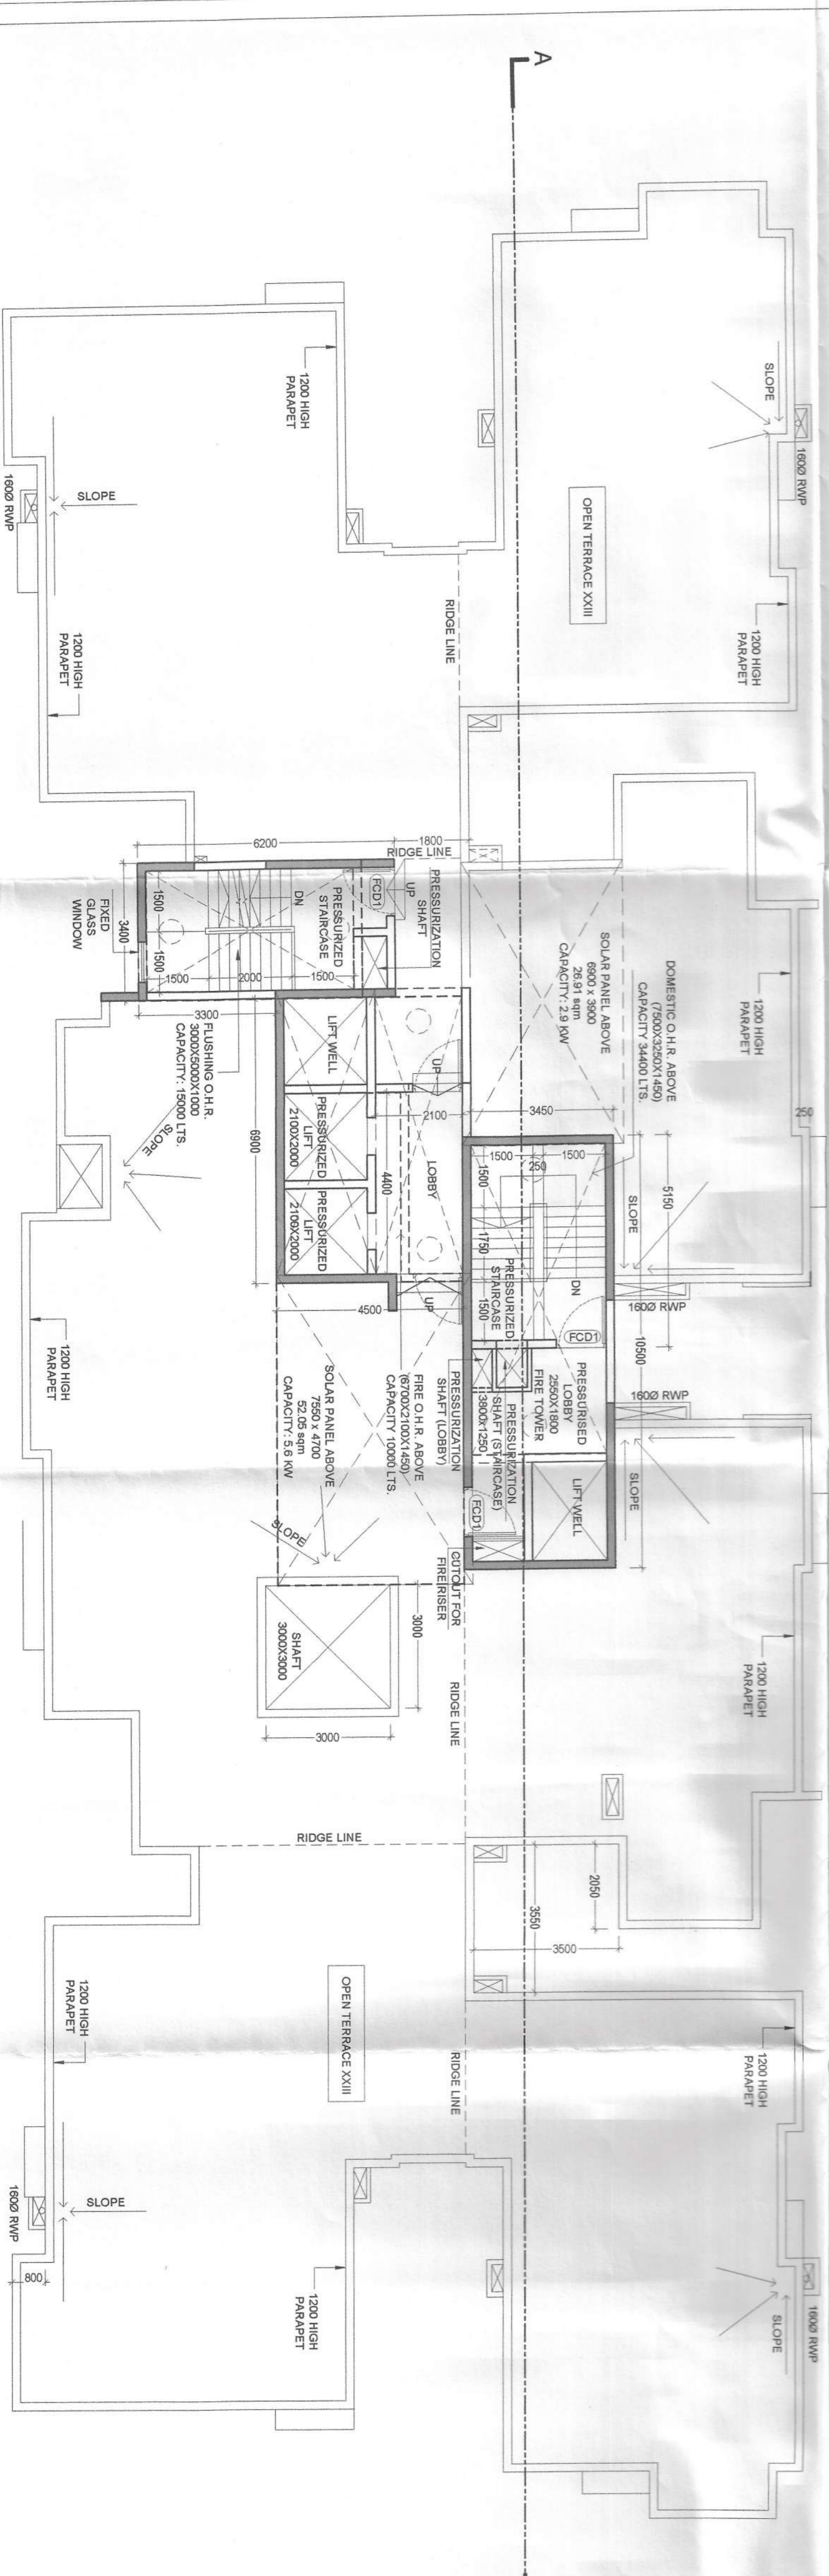 A
SLOPE
160Ø RWP
1200 HIGH
PARAPET
OPEN TERRACE XXIII
1200 HIGH
PARAPET
160Ø RWP
SLOPE
1200 HIGH
PARAPET
RIDGE LINE
6200
1800
RIDGE LINE
PRESSURIZATION
SHAFT
UP
FCD1
PRESSURIZED
STAIRCASE
DN
1500
1500
3400
1500
2000
1500
FIXED
GLASS
WINDOW
3300
FLUSHING O.H.R.
3000X5000X1000
CAPACITY: 15000 LTS.
SLOPE
6900
LIFT WELL
PRESSURIZED
LIFT
2100X2000
PRESSURIZED
LIFT
2100X2000
UP
2100
LOBBY
4400
UP
4500
SOLAR PANEL ABOVE
6900 x 3900
26.91 sqm
CAPACITY: 2.9 KW
DOMESTIC O.H.R. ABOVE
(7500X3250X1450)
CAPACITY 34400 LTS.
1200 HIGH
PARAPET
250
3450
5150
SLOPE
1500
250
1500
1500
1750
1500
DN
PRESSURIZED
STAIRCASE
FCD1
160Ø RWP
10500
160Ø RWP
PRESSURISED
LOBBY
2550X1800
FIRE TOWER
PRESSURIZATION
SHAFT (STAIRCASE)
3800x1250
PRESSURIZATION
SHAFT (LOBBY)
FIRE O.H.R. ABOVE
(6700X2100X1450)
CAPACITY 10000 LTS.
SOLAR PANEL ABOVE
7550 x 4700
52.05 sqm
CAPACITY: 5.6 KW
LIFT WELL
FCD1
SLOPE
CUTOUT FOR
FIRE RISER
SLOPE
1200 HIGH
PARAPET
SHAFT
3000X3000
3000
3000
RIDGE LINE
1200 HIGH
PARAPET
RIDGE LINE
2050
3550
3500
OPEN TERRACE XXIII
1200 HIGH
PARAPET
RIDGE LINE
1200 HIGH
PARAPET
SLOPE
160Ø RWP
800
1200 HIGH
PARAPET
SLOPE
160Ø RWP